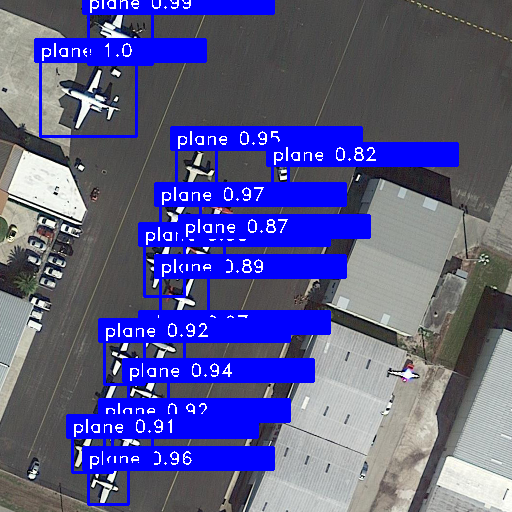 plane 0.99
plane 1.0
plane 0.95
plane 0.82
plane 0.97
plane 0.87
plane
plane 0.89
plane 0.92
plane 0.94
plane 0.92
plane 0.91
plane 0.96